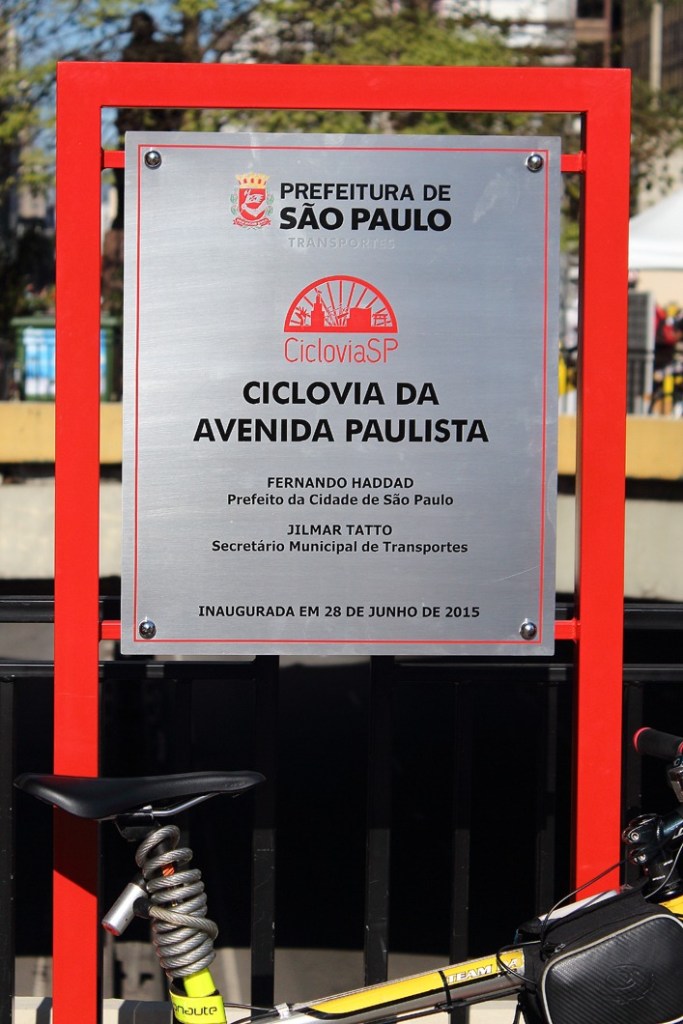 PREFEITURA DE
SÃO PAULO
TRANSPORTES
CicloviaSP
CICLOVIA DA
AVENIDA PAULISTA
FERNANDO HADDAD
Prefeito da Cidade de São Paulo
JILMAR TATTO
Secretário Municipal de Transportes
INAUGURADA EM 28 DE JUNHO DE 2015
TEAM